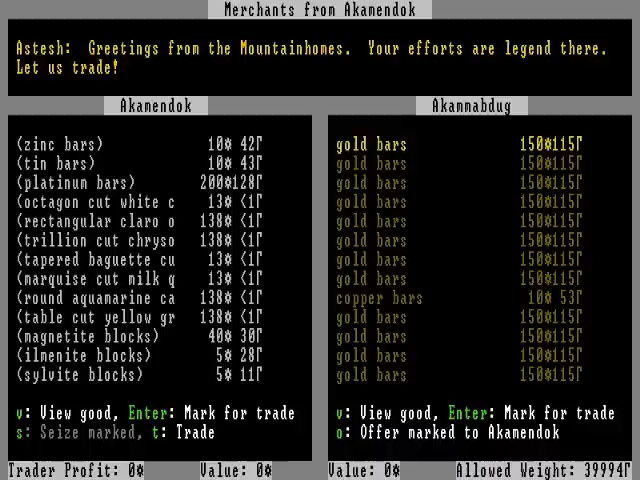 Merchants from Akamendok
Astesh:  Greetings from the Mountainhomes.  Your efforts are legend there.
Let us trade!
Akamendok
Akammabdug
(zinc bars) 10☼ 42Γ
(tin bars) 10☼ 43Γ
(platinum bars) 200☼128Γ
(octagon cut white c 13☼ <1Γ
(rectangular claro o 138☼ <1Γ
(trillion cut chryso 138☼ <1Γ
(tapered baguette cu 13☼ <1Γ
(marquise cut milk q 13☼ <1Γ
(round aquamarine ca 138☼ <1Γ
(table cut yellow gr 138☼ <1Γ
(magnetite blocks) 40☼ 30Γ
(ilmenite blocks) 5☼ 28Γ
(sylvite blocks) 5☼ 11Γ
v: View good, Enter: Mark for trade
s: Seize marked, t: Trade
gold bars 150☼115Γ
gold bars 150☼115Γ
gold bars 150☼115Γ
gold bars 150☼115Γ
gold bars 150☼115Γ
gold bars 150☼115Γ
gold bars 150☼115Γ
gold bars 150☼115Γ
copper bars 10☼ 53Γ
gold bars 150☼115Γ
gold bars 150☼115Γ
gold bars 150☼115Γ
gold bars 150☼115Γ
v: View good, Enter: Mark for trade
o: Offer marked to Akamendok
Trader Profit: 0☼ Value: 0☼ Value: 0☼ Allowed Weight: 39994Γ